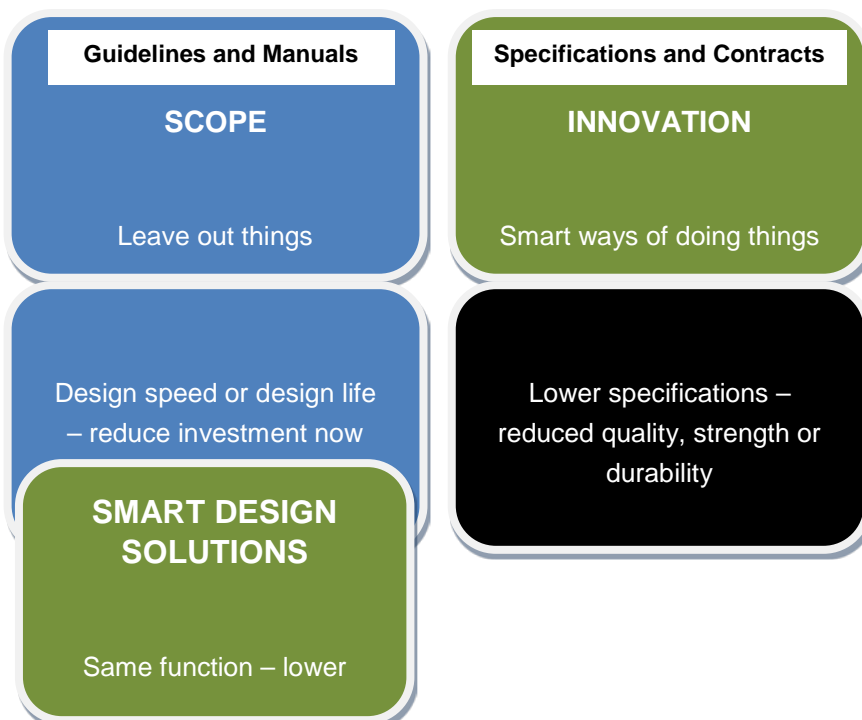 Guidelines and Manuals
SCOPE
Leave out things
Design speed or design life
– reduce investment now
SMART DESIGN
SOLUTIONS
Same function – lower
Specifications and Contracts
INNOVATION
Smart ways of doing things
Lower specifications –
reduced quality, strength or
durability